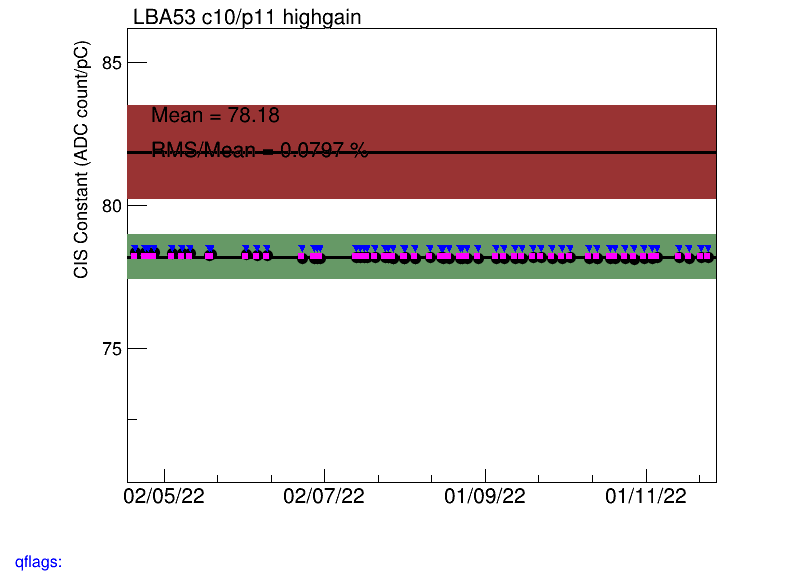 LBA53 c10/p11 highgain
CIS Constant (ADC count/pC)
85
80
75
Mean = 78.18
RMS/Mean = 0.0797 %
02/05/22 02/07/22 01/09/22 01/11/22
qflags: